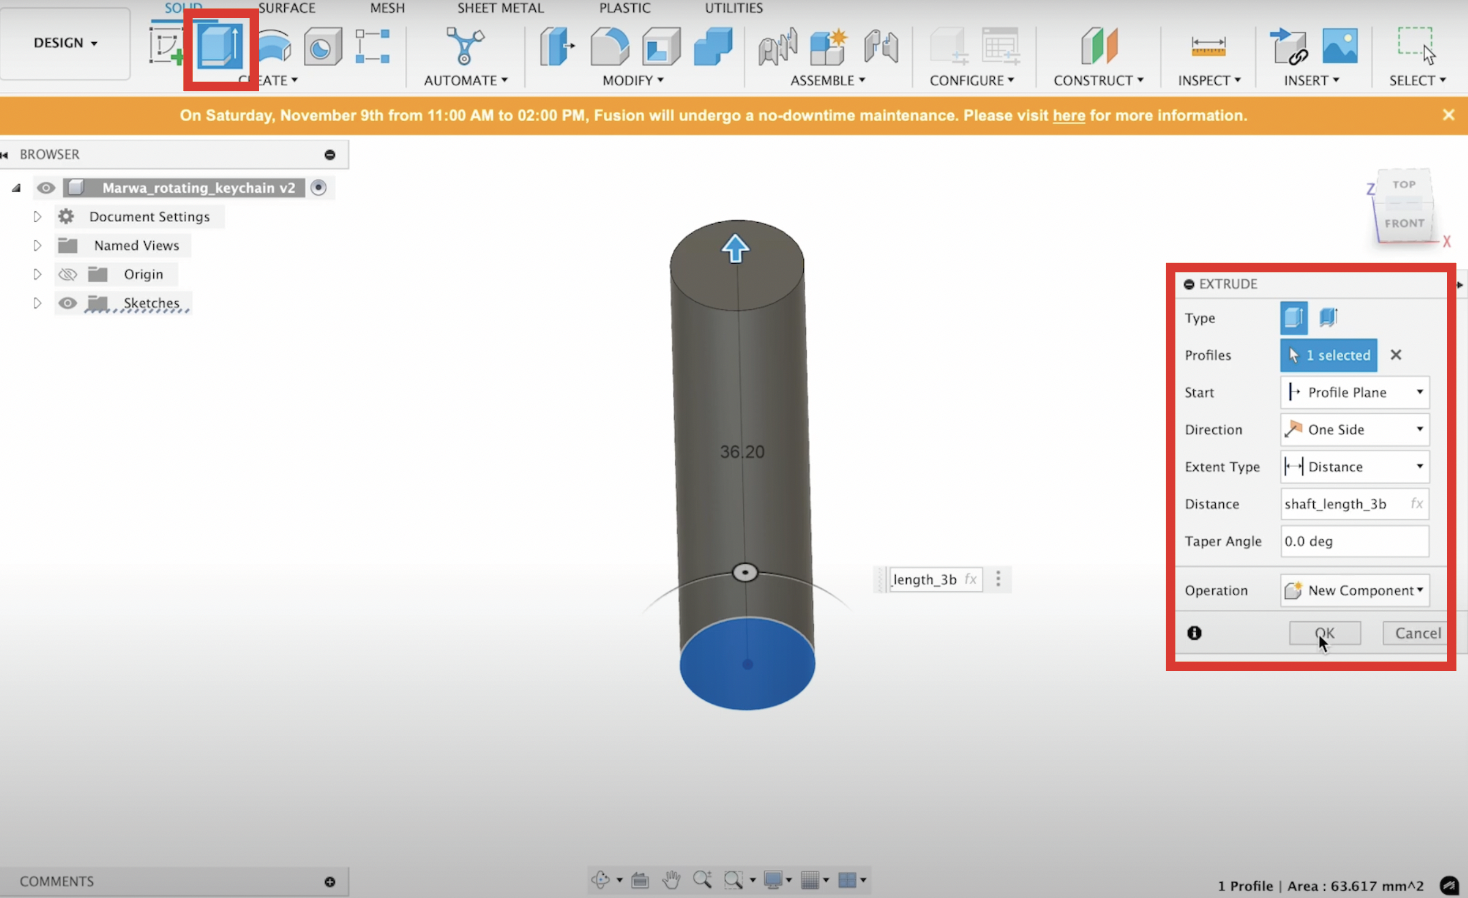 SOLID SURFACE MESH SHEET METAL PLASTIC UTILITIES
DESIGN
CREATE AUTOMATE MODIFY ASSEMBLE CONFIGURE CONSTRUCT INSPECT INSERT SELECT
On Saturday, November 9th from 11:00 AM to 02:00 PM, Fusion will undergo a no-downtime maintenance. Please visit here for more information.
BROWSER
Marwa_rotating_keychain v2
Document Settings
Named Views
Origin
Sketches
36.20
length_3b fx
TOP
FRONT
Z
X
EXTRUDE
Type
Profiles 1 selected
Start Profile Plane
Direction One Side
Extent Type Distance
Distance shaft_length_3b fx
Taper Angle 0.0 deg
Operation New Component
OK Cancel
COMMENTS
1 Profile | Area : 63.617 mm^2